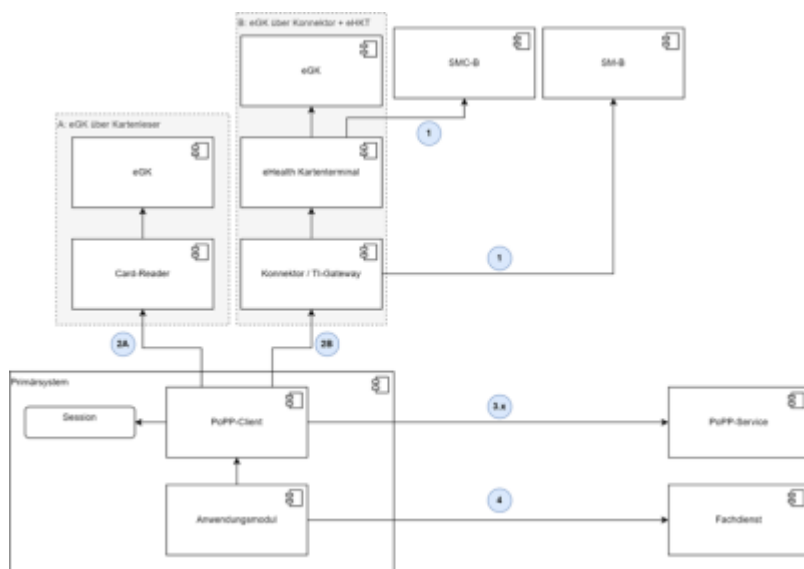 B: eGK über Konnektor + eHKT
eGK
SMC-B
SM-B
A: eGK über Kartenleser
1
eGK
eHealth Kartenterminal
Card-Reader
Konnektor / TI-Gateway
1
2A
2B
Primärsystem
Session
PoPP-Client
3.x
PoPP-Service
Anwendungsmodul
4
Fachdienst